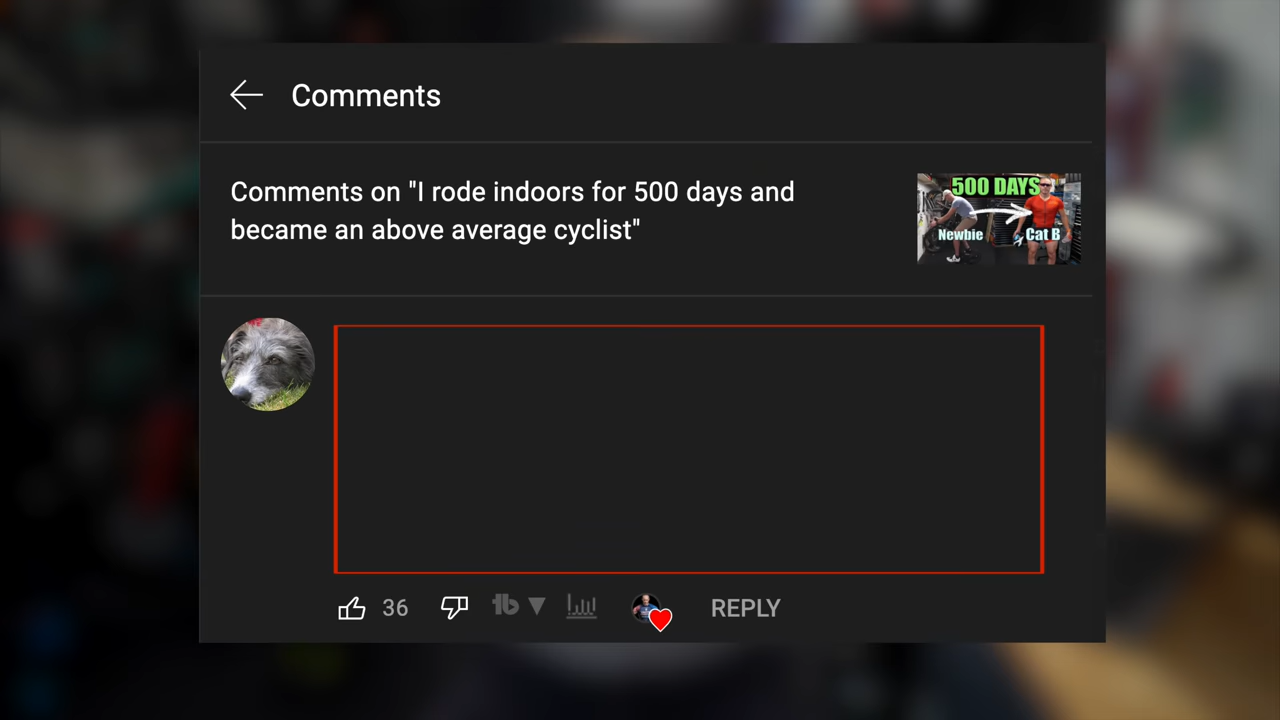 Comments
Comments on "I rode indoors for 500 days and
became an above average cyclist"
500 DAYS
Newbie
Cat B
36
tb
REPLY